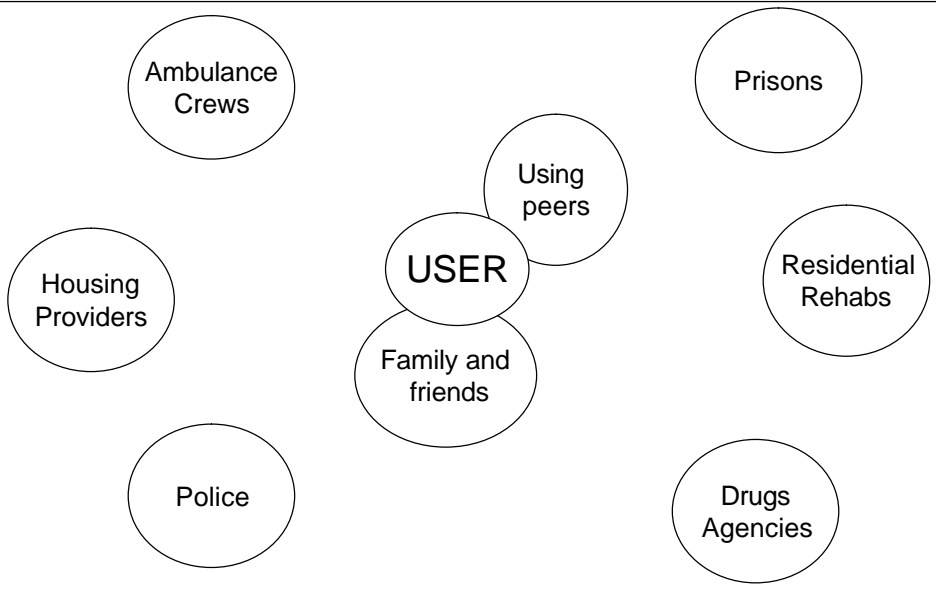 Ambulance
Crews
Prisons
Using
peers
USER
Residential
Rehabs
Housing
Providers
Family and
friends
Police
Drugs
Agencies